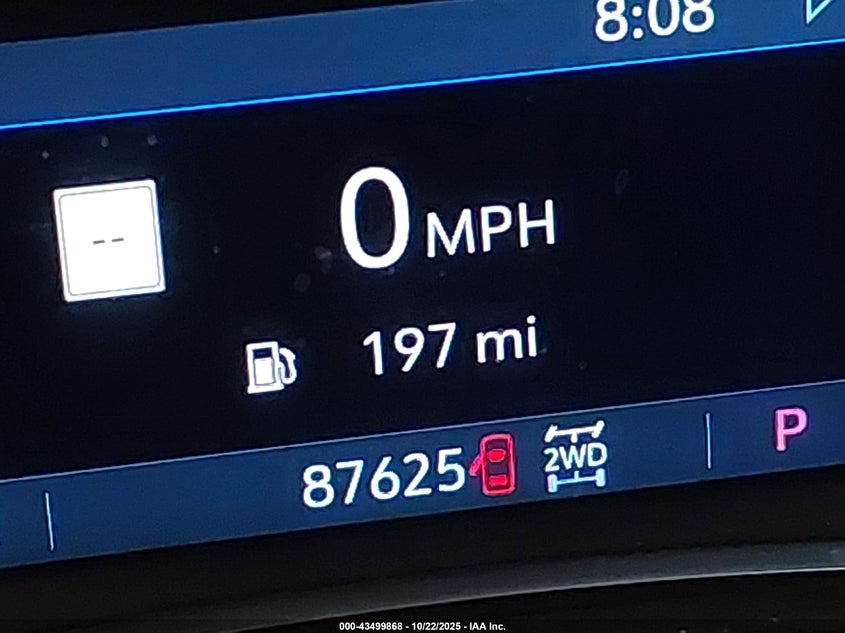 8:08
--
0 MPH
197 mi
87625 2WD P
000-43499868 - 10/22/2025 - IAA Inc.